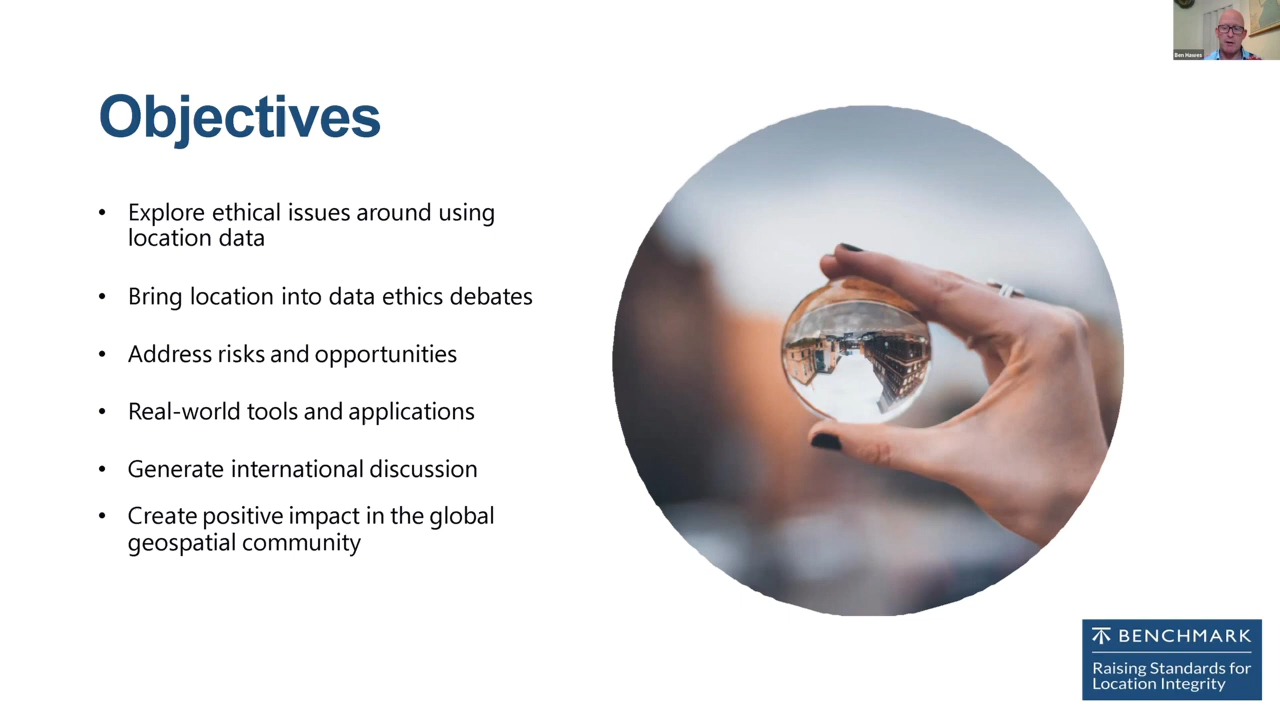 Ben Hawes
Objectives
• Explore ethical issues around using
location data
• Bring location into data ethics debates
• Address risks and opportunities
• Real-world tools and applications
• Generate international discussion
• Create positive impact in the global
geospatial community
BENCHMARK
Raising Standards for
Location Integrity